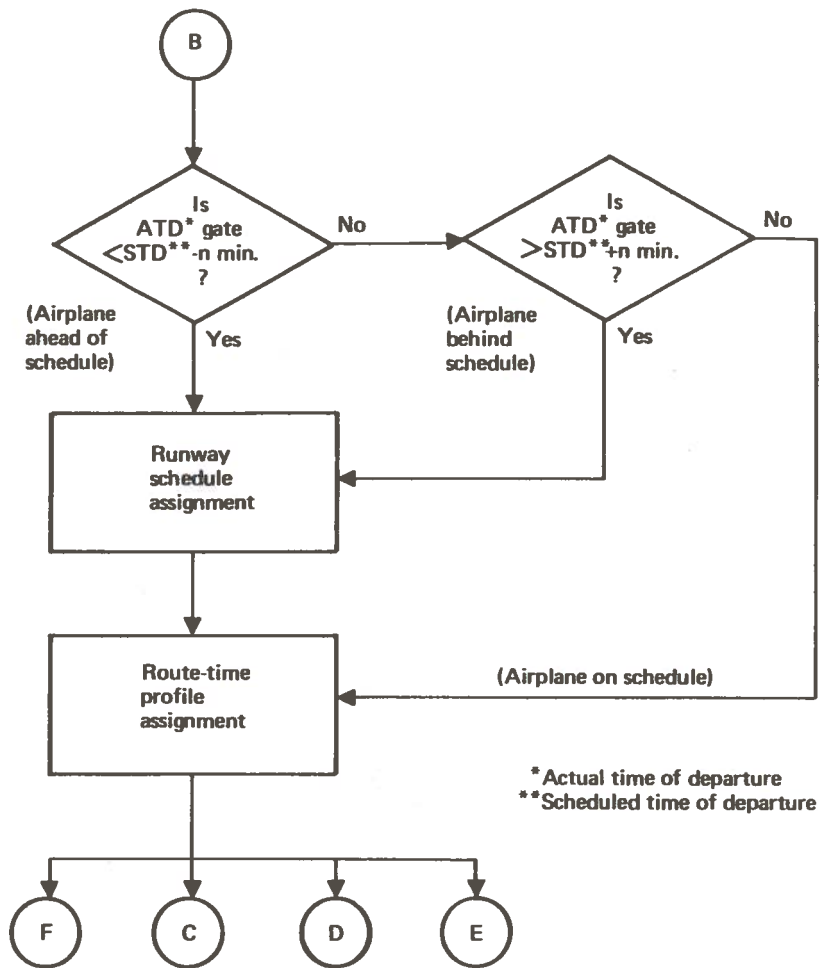 B
Is
ATD* gate
<STD**-n min.
?
No
Is
ATD* gate
>STD**+n min.
?
No
(Airplane
ahead of
schedule)
Yes
(Airplane
behind
schedule)
Yes
Runway
schedule
assignment
Route-time
profile
assignment
(Airplane on schedule)
*Actual time of departure
**Scheduled time of departure
F
C
D
E